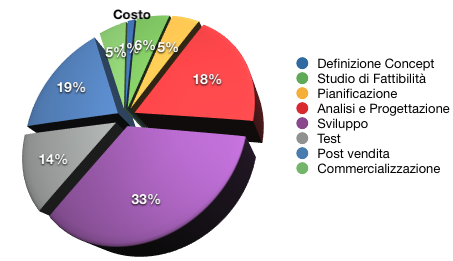 Costo
5%
1%
6%
5%
18%
19%
14%
33%
Definizione Concept
Studio di Fattibilità
Pianificazione
Analisi e Progettazione
Sviluppo
Test
Post vendita
Commercializzazione